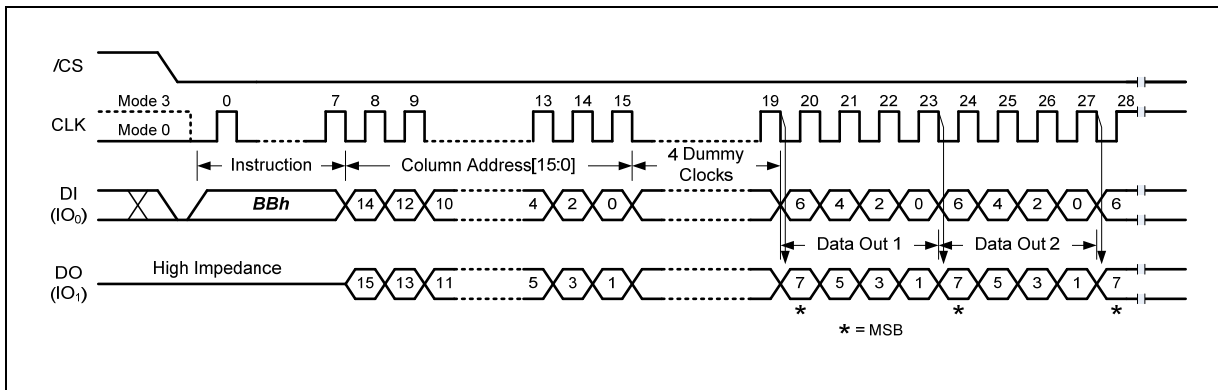 /CS
Mode 3 0 7 8 9 13 14 15 19 20 21 22 23 24 25 26 27 28
CLK
Mode 0
Instruction Column Address[15:0] 4 Dummy Clocks
DI
(IO0)
BBh 14 12 10 4 2 0 6 4 2 0 6 4 2 0 6
Data Out 1 Data Out 2
DO
(IO1)
High Impedance 15 13 11 5 3 1 7 5 3 1 7 5 3 1 7
* * *
* = MSB